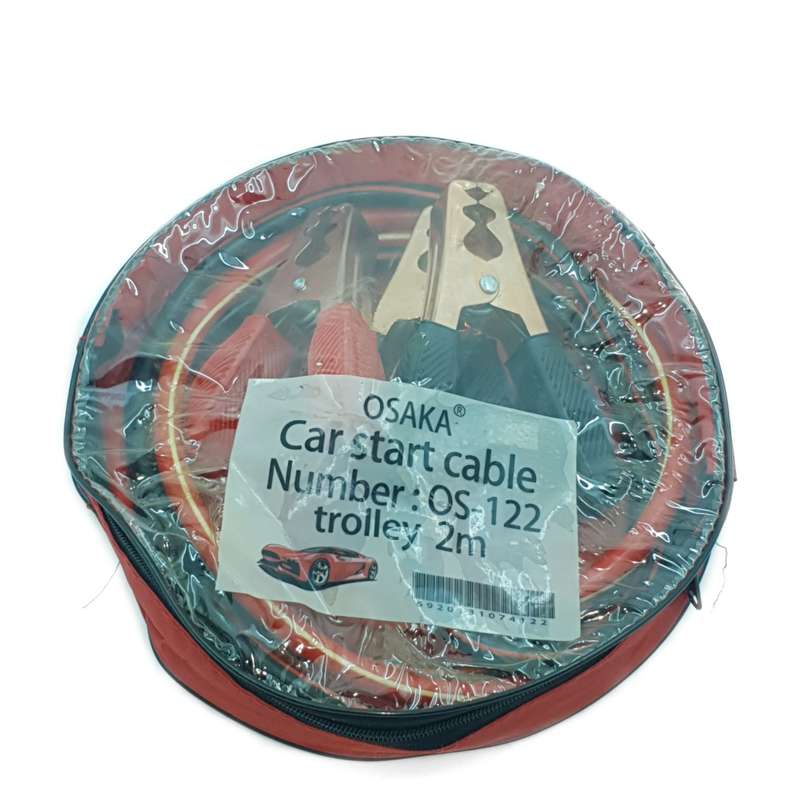 OSAKA®
Car start cable
Number : OS-122
trolley 2m